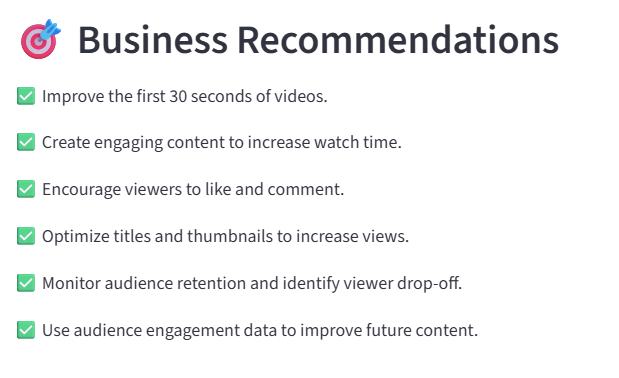 Business Recommendations
Improve the first 30 seconds of videos.
Create engaging content to increase watch time.
Encourage viewers to like and comment.
Optimize titles and thumbnails to increase views.
Monitor audience retention and identify viewer drop-off.
Use audience engagement data to improve future content.